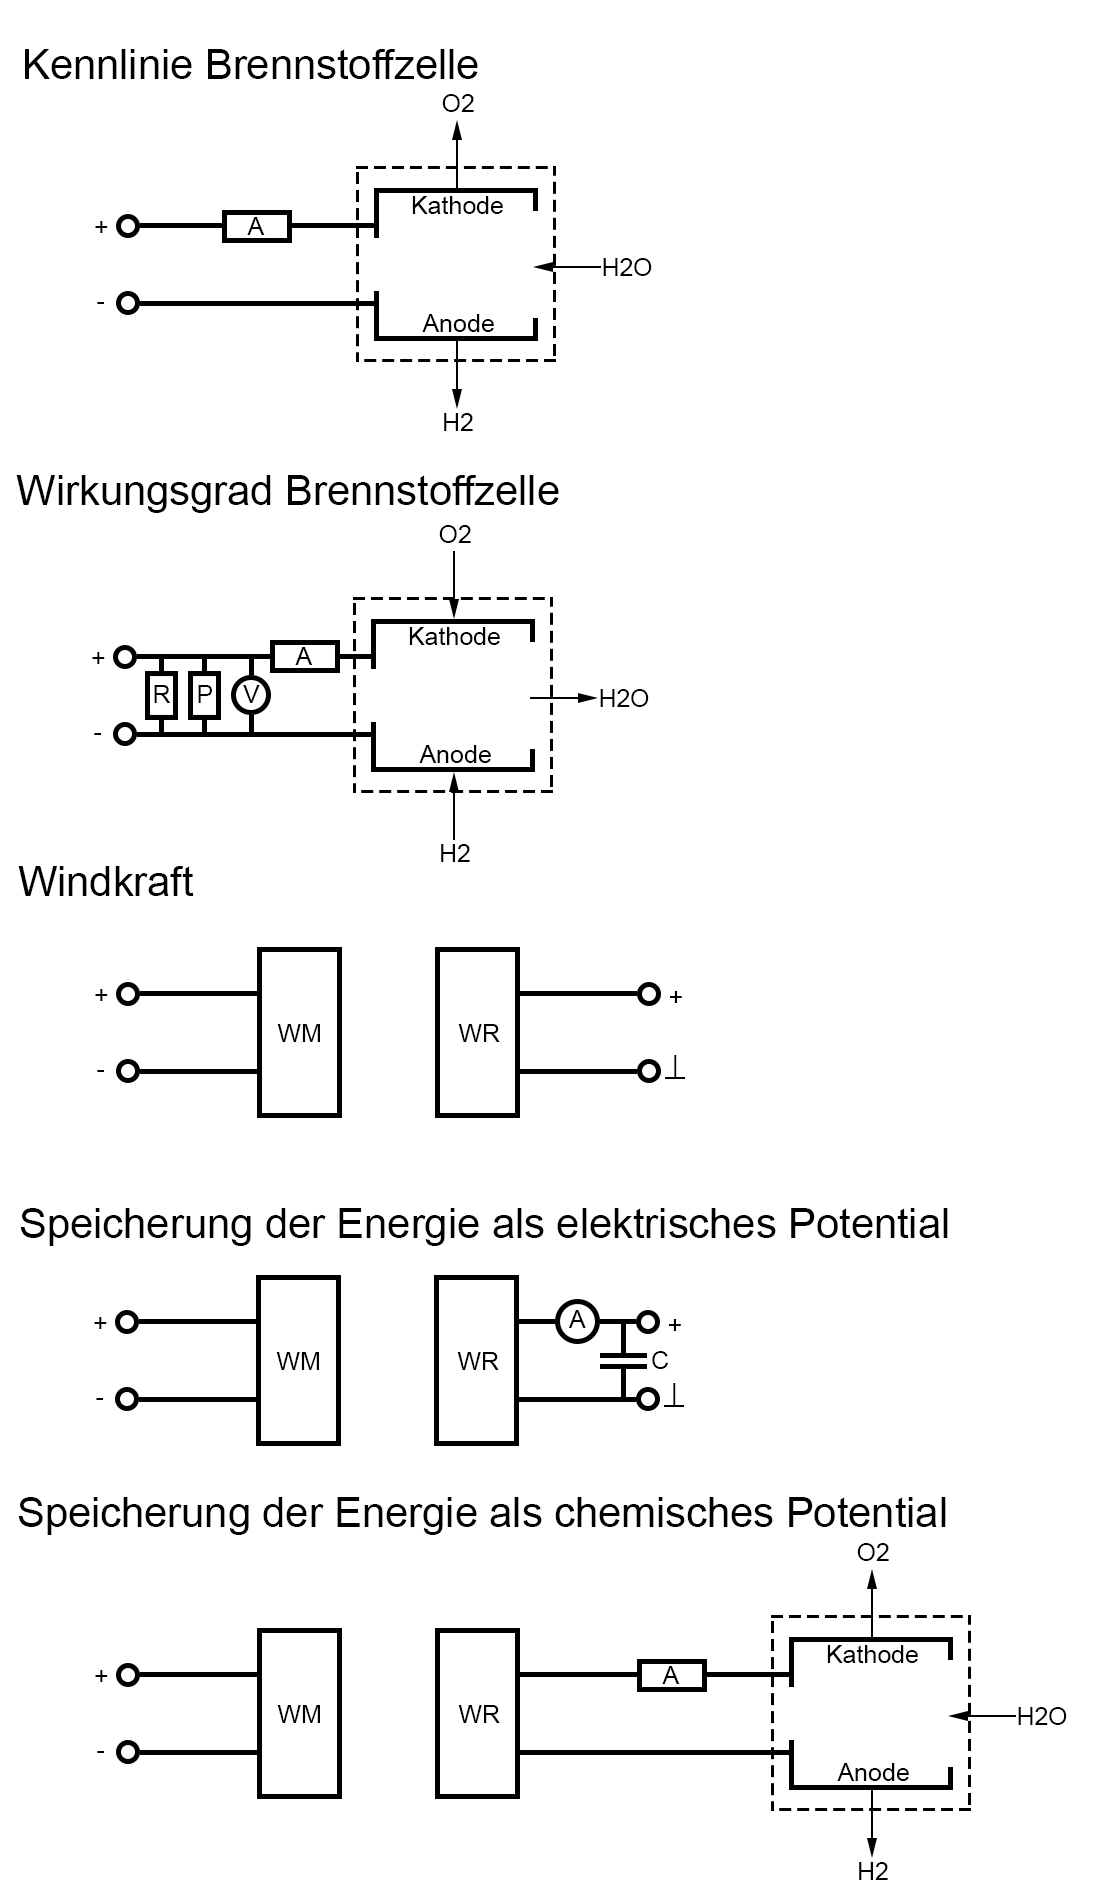 Kennlinie Brennstoffzelle
O2
Kathode
+ A
H2O
-
Anode
H2
Wirkungsgrad Brennstoffzelle
O2
Kathode
+ A
R P V
H2O
-
Anode
H2
Windkraft
+ +
WM WR
- ⊥
Speicherung der Energie als elektrisches Potential
+ A +
WM WR C
- ⊥
Speicherung der Energie als chemisches Potential
O2
Kathode
+ A
WM WR H2O
-
Anode
H2